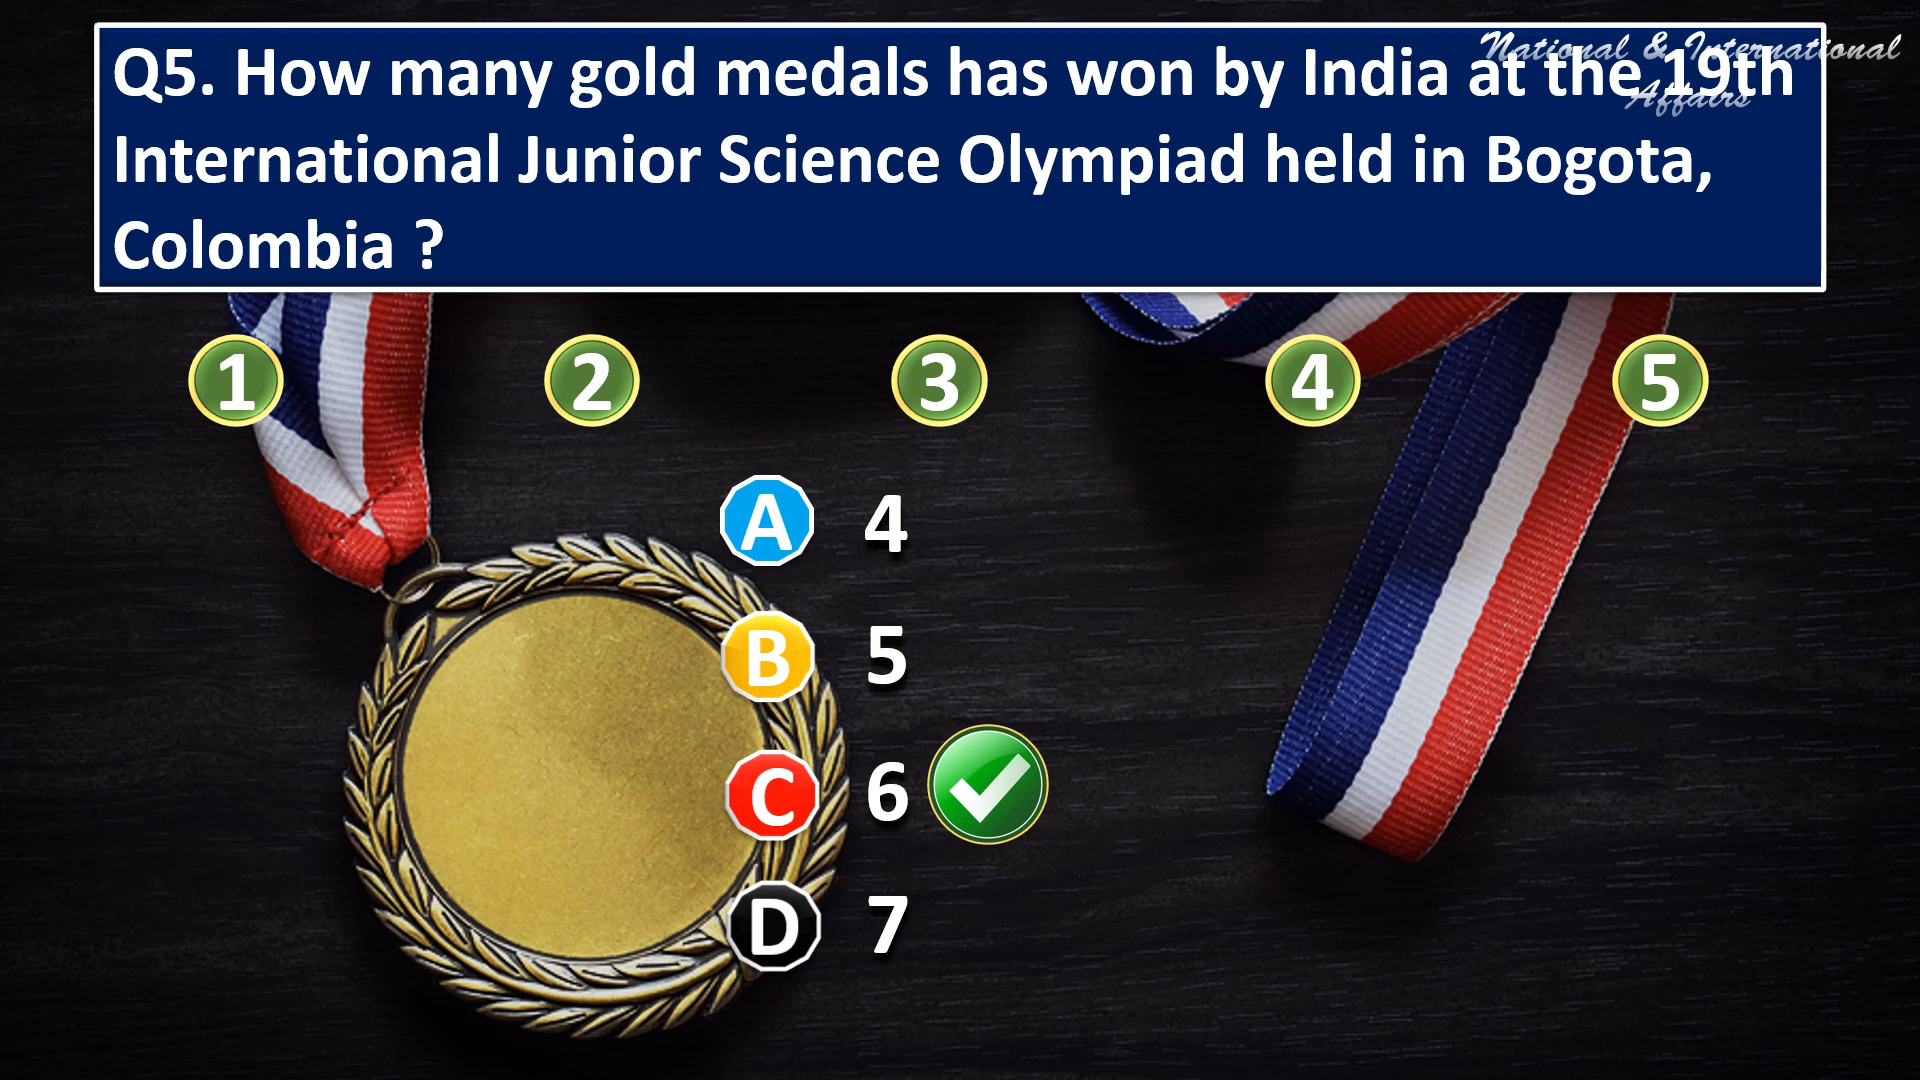 National & International
Affairs
Q5. How many gold medals has won by India at the 19th
International Junior Science Olympiad held in Bogota,
Colombia ?
1 2 3 4 5
A 4
B 5
C 6
D 7